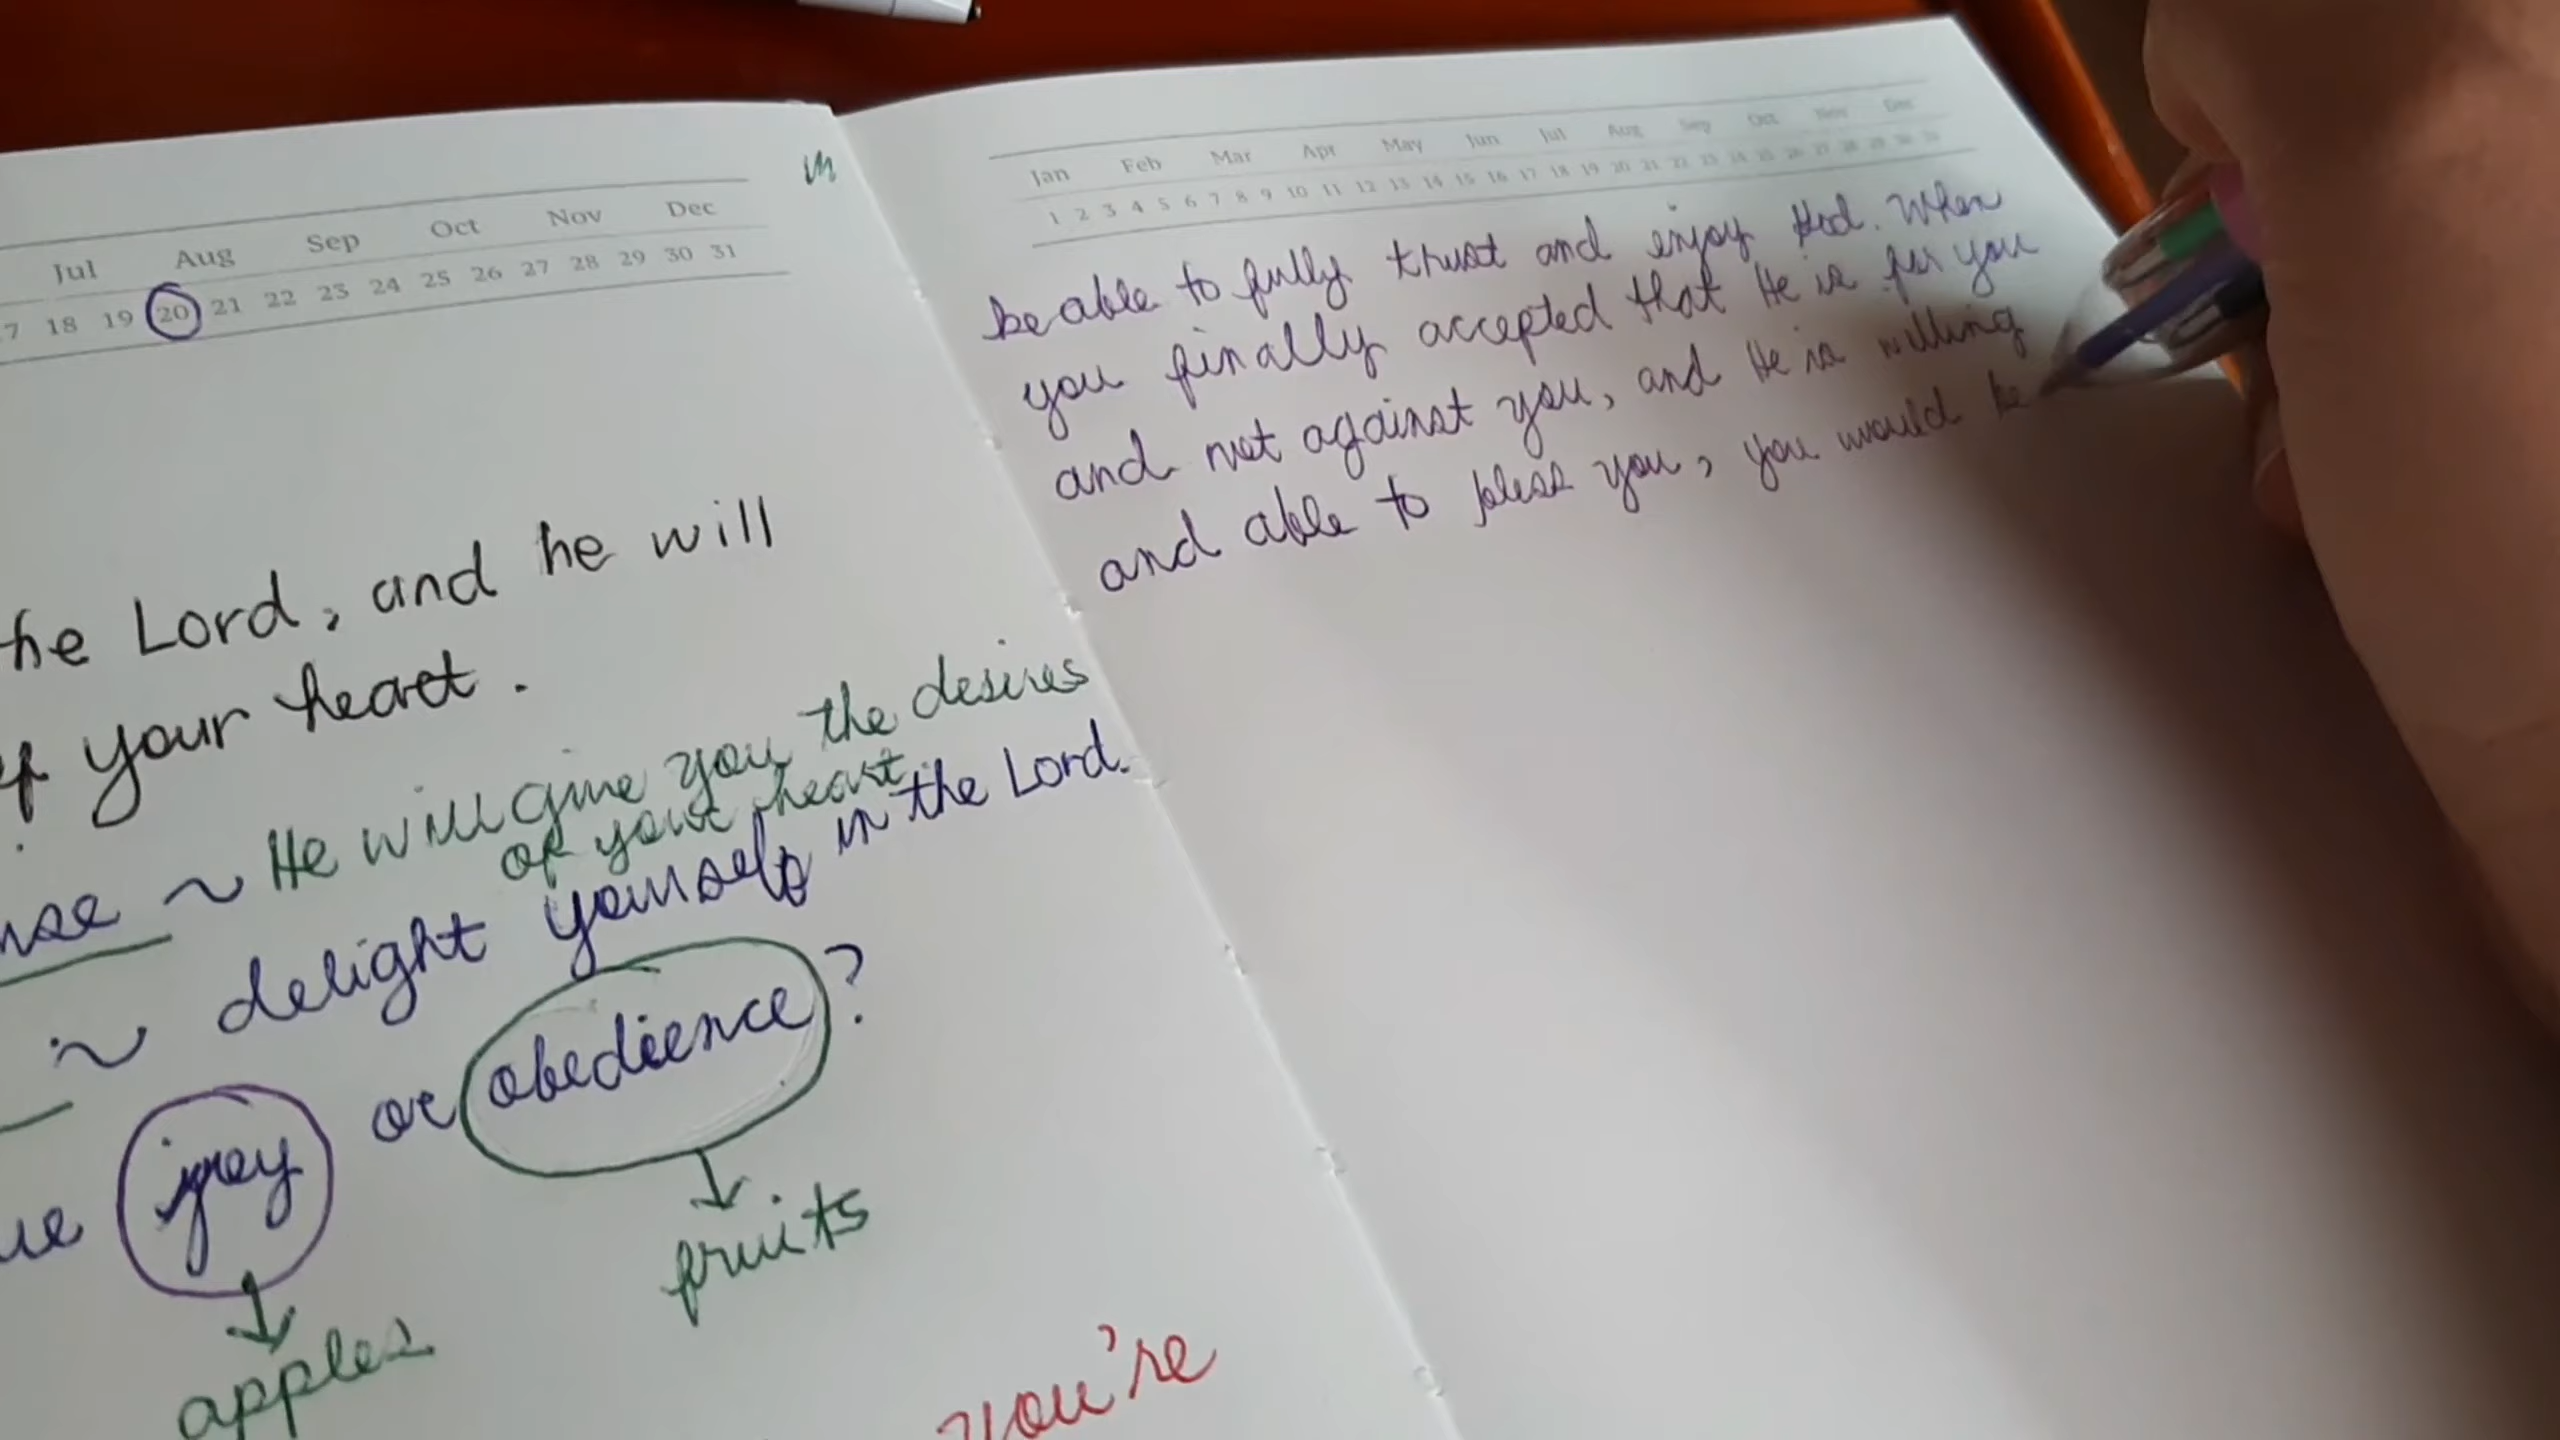 Jul Aug Sep Oct Nov Dec
7 18 19 20 21 22 23 24 25 26 27 28 29 30 31
he Lord, and he will
f your heart.
nse ~ He will give you the desires
of your heart.
~ delight yourself in the Lord.
ue joy or obedience?
apples fruits
you're
Jan Feb Mar Apr May Jun Jul Aug Sep Oct Nov Dec
1 2 3 4 5 6 7 8 9 10 11 12 13 14 15 16 17 18 19 20 21 22 23 24 25 26 27 28 29 30 31
be able to fully trust and enjoy God. When
you finally accepted that He is for you
and not against you, and He is willing
and able to bless you, you would be